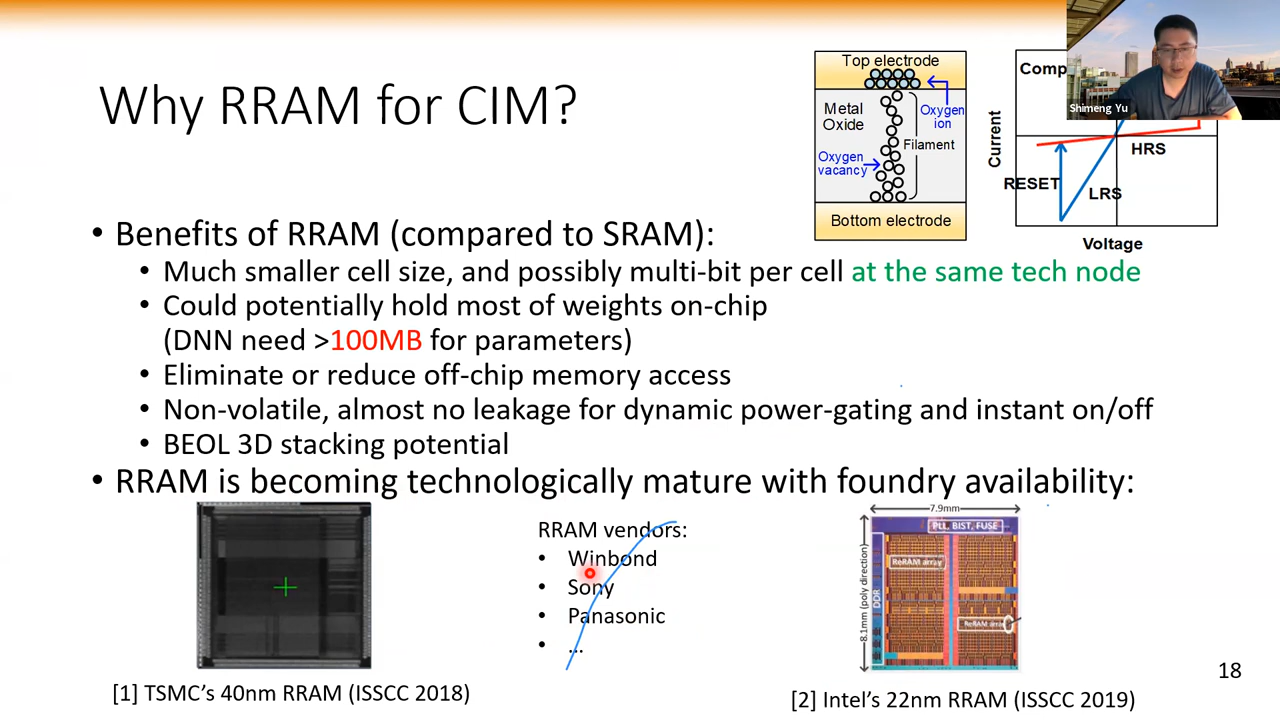 Why RRAM for CIM?
Top electrode
Metal
Oxide
Oxygen
ion
Filament
Oxygen
vacancy
Bottom electrode
Comp
Shimeng Yu
Current
HRS
RESET
LRS
Voltage
• Benefits of RRAM (compared to SRAM):
• Much smaller cell size, and possibly multi-bit per cell at the same tech node
• Could potentially hold most of weights on-chip
(DNN need >100MB for parameters)
• Eliminate or reduce off-chip memory access
• Non-volatile, almost no leakage for dynamic power-gating and instant on/off
• BEOL 3D stacking potential
• RRAM is becoming technologically mature with foundry availability:
RRAM vendors:
• Winbond
• Sony
• Panasonic
• ...
7.9mm
8.1mm (poly direction)
PLL, BIST, FUSE
ReRAM array
DDR
ReRAM array
[1] TSMC's 40nm RRAM (ISSCC 2018)
[2] Intel's 22nm RRAM (ISSCC 2019)
18